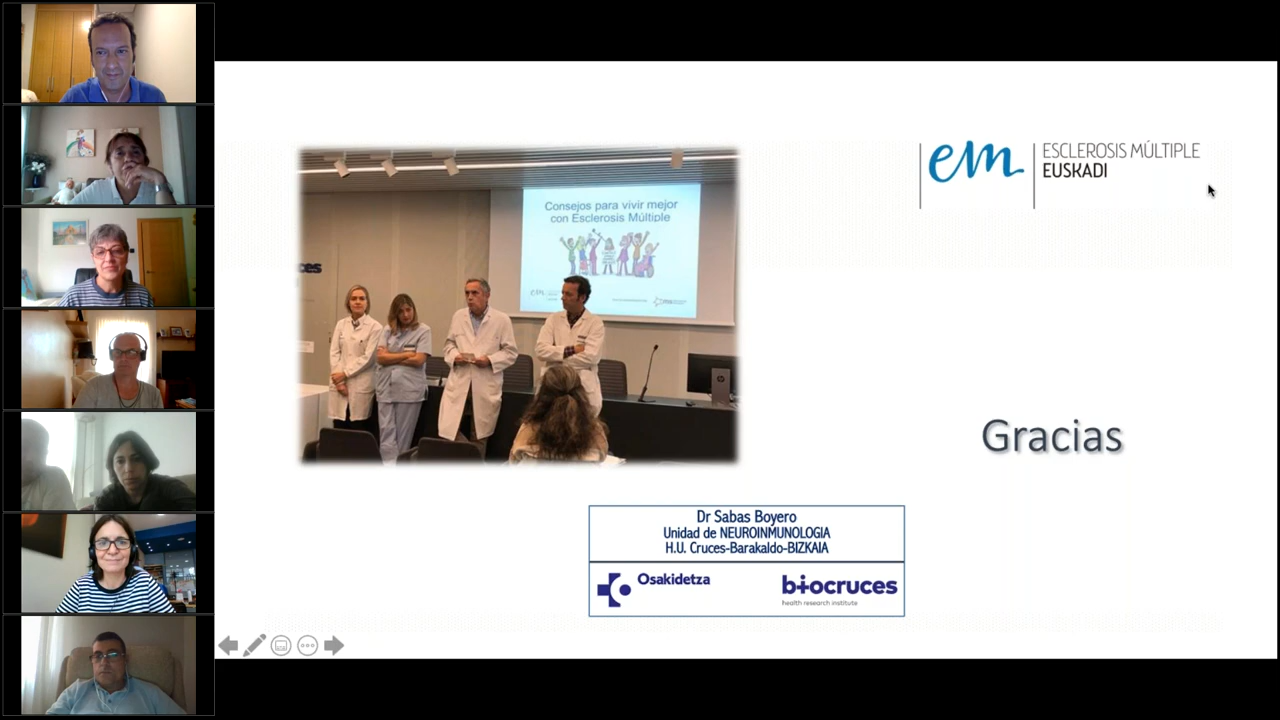 em
ESCLEROSIS MÚLTIPLE
EUSKADI
Consejos para vivir mejor
con Esclerosis Múltiple
ces
Gracias
Dr Sabas Boyero
Unidad de NEUROINMUNOLOGIA
H.U. Cruces-Barakaldo-BIZKAIA
Osakidetza
biocruces
health research institute